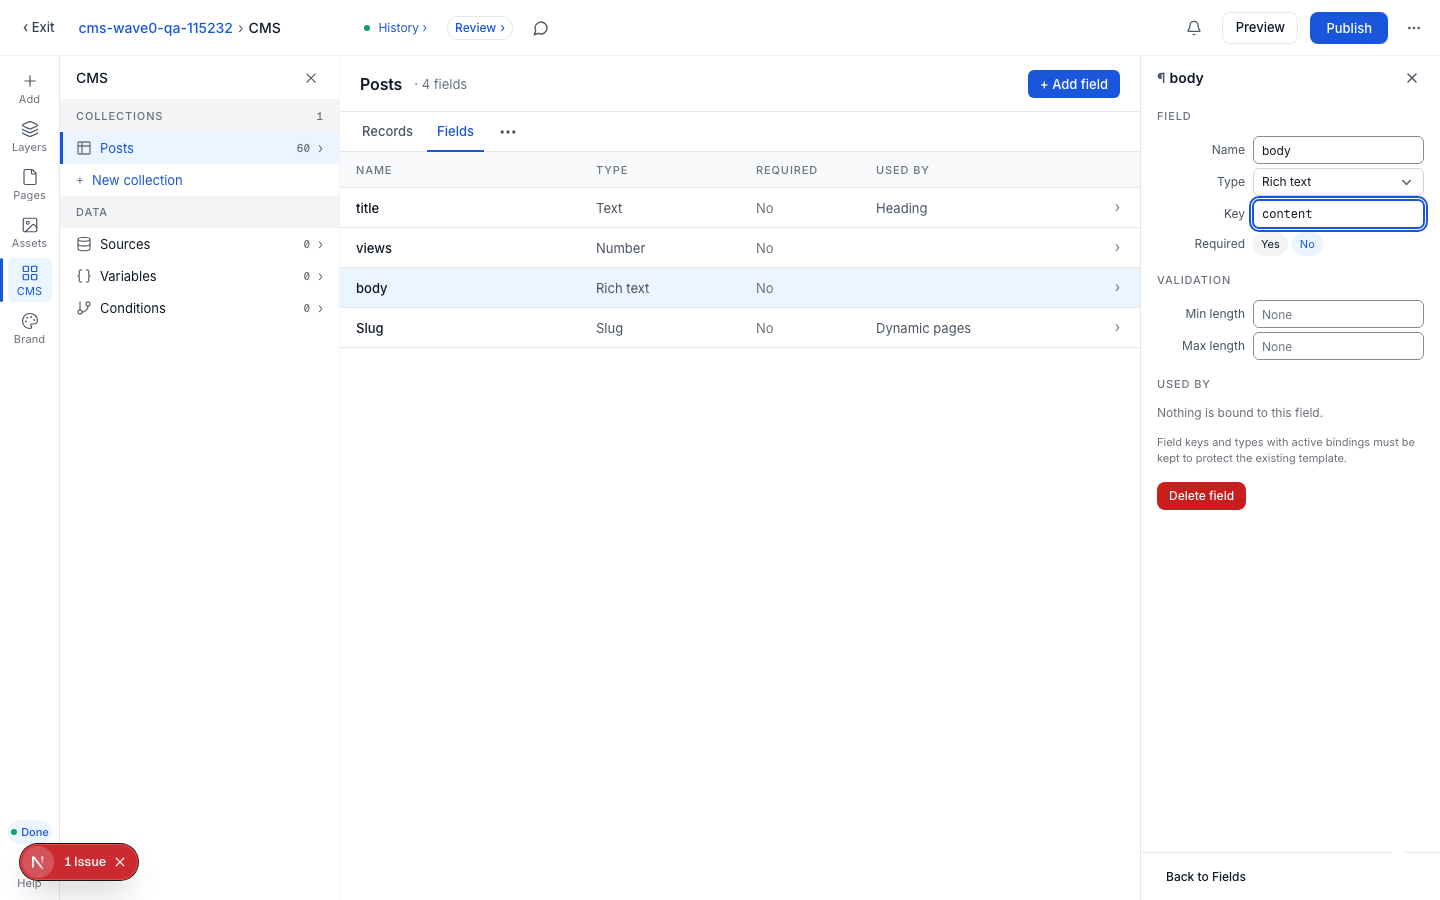 ‹ Exit
cms-wave0-qa-115232 › CMS
History ›
Review ›
Preview
Publish
Add
Layers
Pages
Assets
CMS
Brand
Done
1 Issue
Help
CMS
COLLECTIONS 1
Posts 60 ›
+ New collection
DATA
Sources 0 ›
Variables 0 ›
Conditions 0 ›
Posts · 4 fields
+ Add field
Records Fields
NAME TYPE REQUIRED USED BY
title Text No Heading ›
views Number No ›
body Rich text No ›
Slug Slug No Dynamic pages ›
¶ body
FIELD
Name body
Type Rich text
Key content
Required Yes No
VALIDATION
Min length None
Max length None
USED BY
Nothing is bound to this field.
Field keys and types with active bindings must be
kept to protect the existing template.
Delete field
Back to Fields